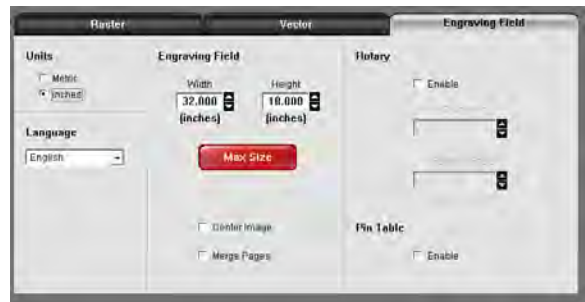 Raster
Vector
Engraving Field
Units
Metric
Inches
Language
English
Engraving Field
Width
Height
32.000
18.000
(inches)
(inches)
Max Size
Center Image
Merge Pages
Rotary
Enable
Pin Table
Enable